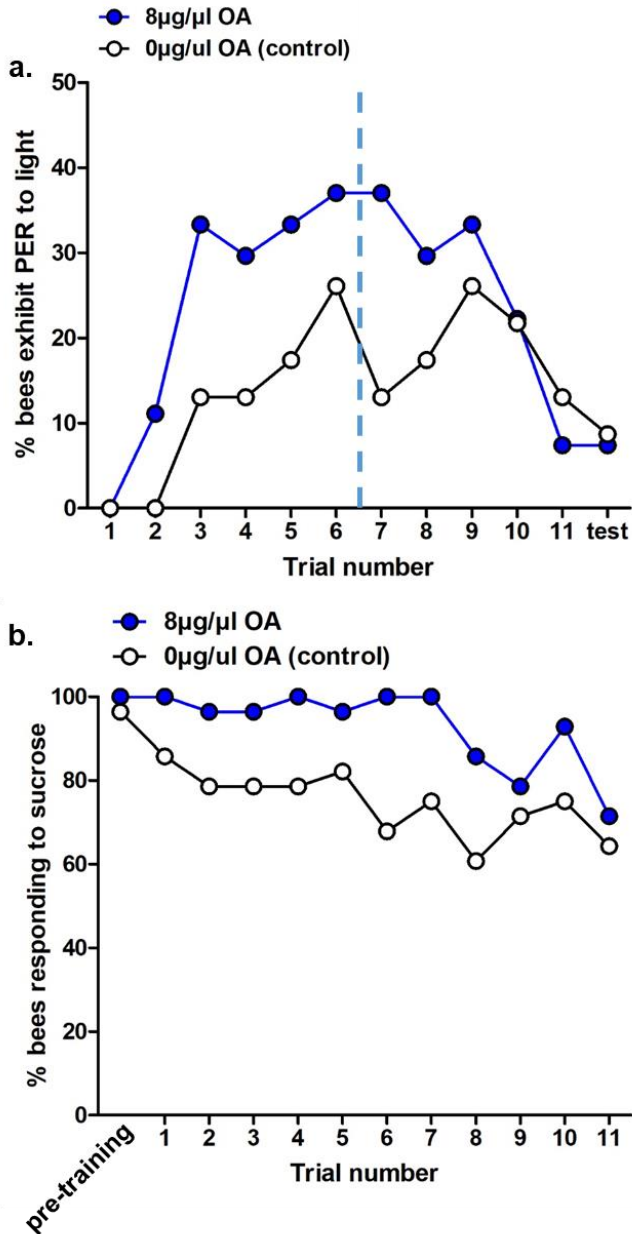 8µg/µl OA
0µg/ul OA (control)
a.
50
40
30
20
10
0
% bees exhibit PER to light
1 2 3 4 5 6 7 8 9 10 11 test
Trial number
8µg/µl OA
0µg/ul OA (control)
b.
100
80
60
40
20
0
% bees responding to sucrose
pre-training 1 2 3 4 5 6 7 8 9 10 11
Trial number